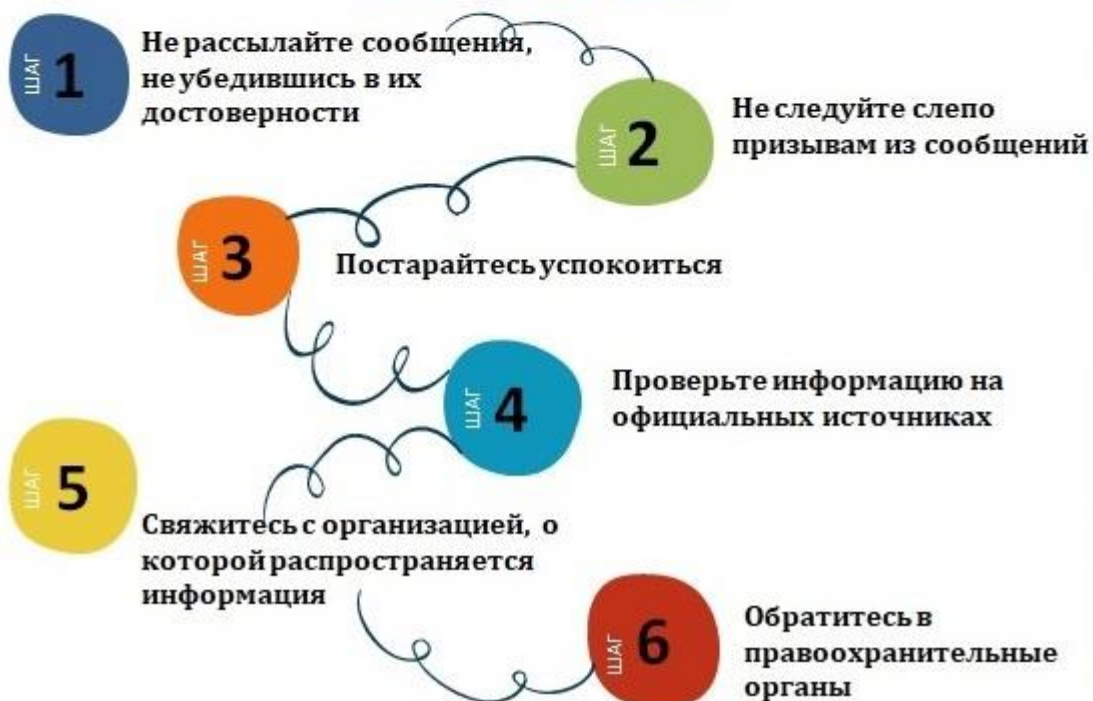 ШАГ 1
Не рассылайте сообщения,
не убедившись в их
достоверности
ШАГ 2
Не следуйте слепо
призывам из сообщений
ШАГ 3
Постарайтесь успокоиться
ШАГ 4
Проверьте информацию на
официальных источниках
ШАГ 5
Свяжитесь с организацией, о
которой распространяется
информация
ШАГ 6
Обратитесь в
правоохранительные
органы